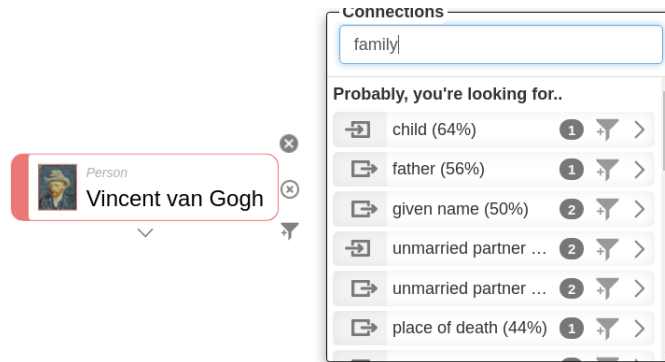 Connections
family
Probably, you're looking for..
child (64%) 1
father (56%) 1
Person
Vincent van Gogh
given name (50%) 2
unmarried partner ... 2
unmarried partner ... 2
place of death (44%) 1